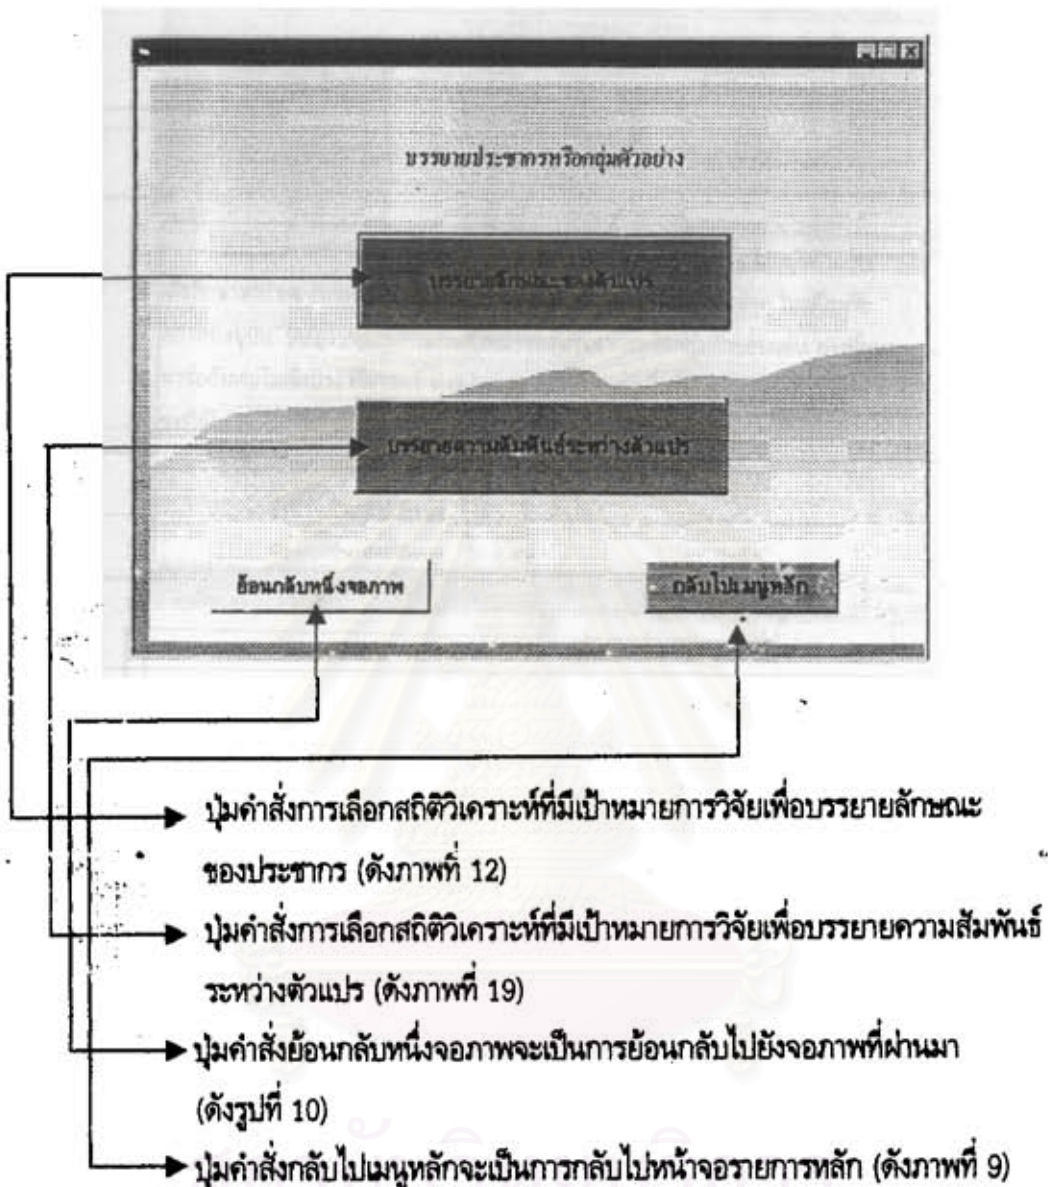 บรรยายประชากรหรือกลุ่มตัวอย่าง
บรรยายลักษณะของตัวแปร
บรรยายความสัมพันธ์ระหว่างตัวแปร
ย้อนกลับหนึ่งจอภาพ
กลับไปเมนูหลัก
ปุ่มคำสั่งการเลือกสถิติวิเคราะห์ที่มีเป้าหมายการวิจัยเพื่อบรรยายลักษณะ
ของประชากร (ดังภาพที่ 12)
ปุ่มคำสั่งการเลือกสถิติวิเคราะห์ที่มีเป้าหมายการวิจัยเพื่อบรรยายความสัมพันธ์
ระหว่างตัวแปร (ดังภาพที่ 19)
ปุ่มคำสั่งย้อนกลับหนึ่งจอภาพจะเป็นการย้อนกลับไปยังจอภาพที่ผ่านมา
(ดังรูปที่ 10)
ปุ่มคำสั่งกลับไปเมนูหลักจะเป็นการกลับไปหน้าจอรายการหลัก (ดังภาพที่ 9)